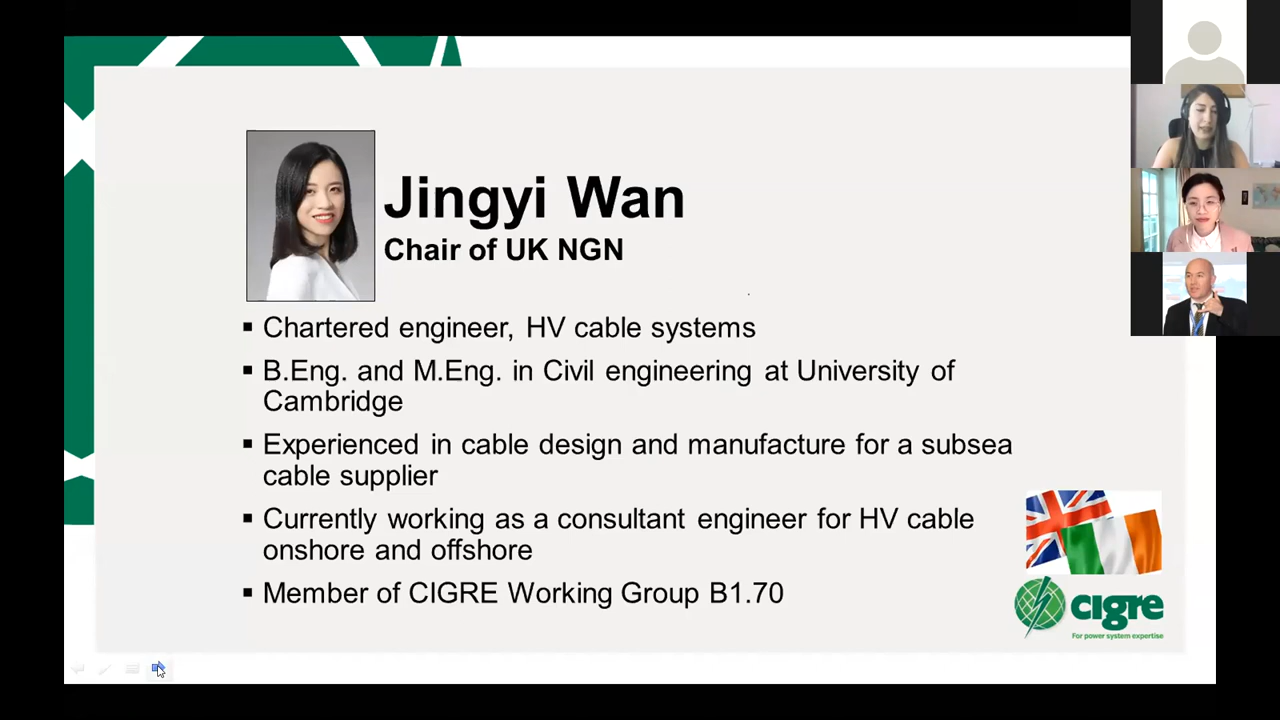 Jingyi Wan
Chair of UK NGN
▪ Chartered engineer, HV cable systems
▪ B.Eng. and M.Eng. in Civil engineering at University of
Cambridge
▪ Experienced in cable design and manufacture for a subsea
cable supplier
▪ Currently working as a consultant engineer for HV cable
onshore and offshore
▪ Member of CIGRE Working Group B1.70
cigre
For power system expertise